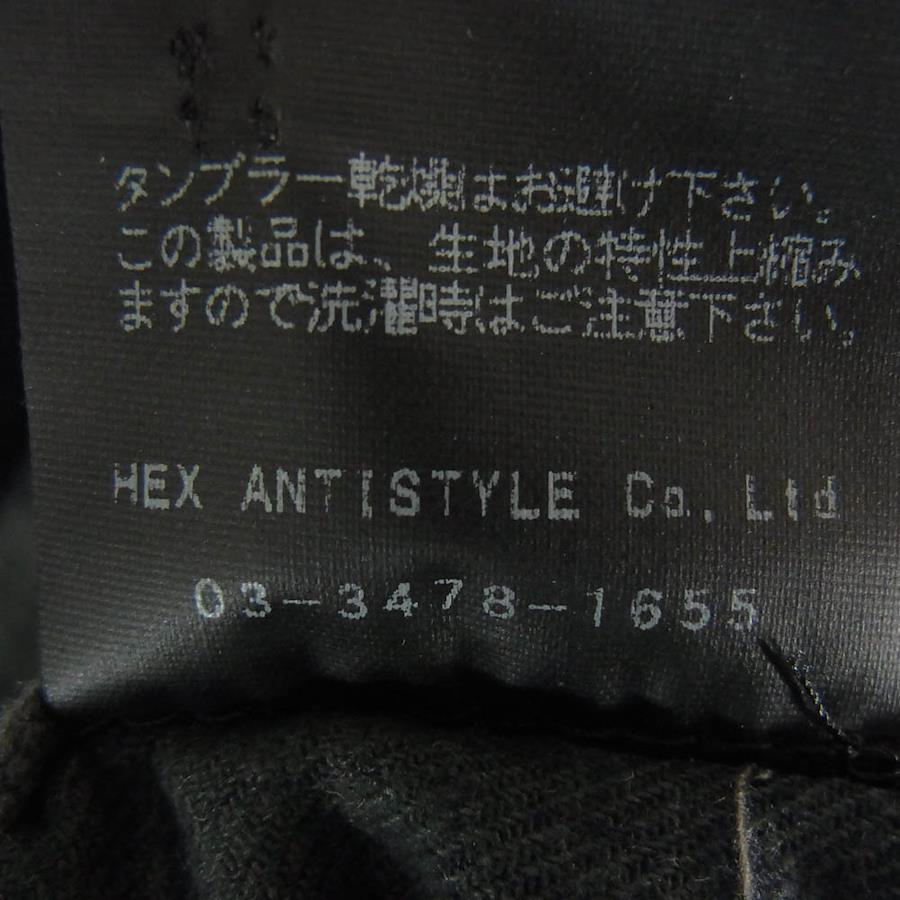 タンブラー乾燥はお避け下さい。
この製品は、生地の特性上縮み
ますので洗濯時はご注意下さい。
HEX ANTISTYLE Co. Ltd
03-3478-1655